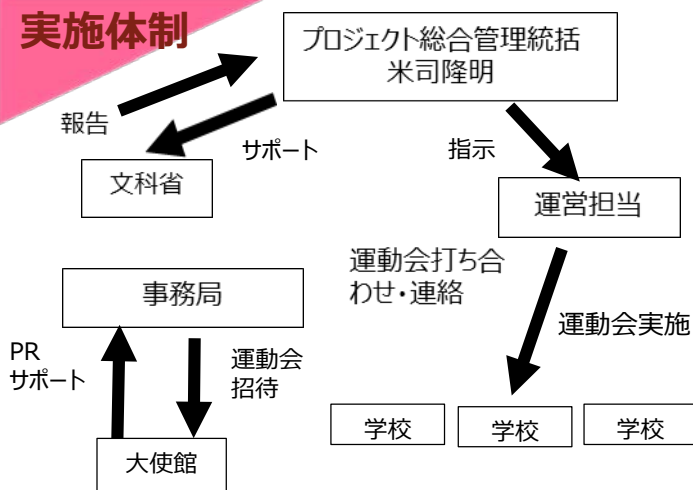 実施体制
プロジェクト総合管理統括
米司隆明
報告
サポート
指示
文科省
運営担当
運動会打ち合
わせ・連絡
事務局
運動会実施
PR
サポート
運動会
招待
学校
学校
学校
大使館